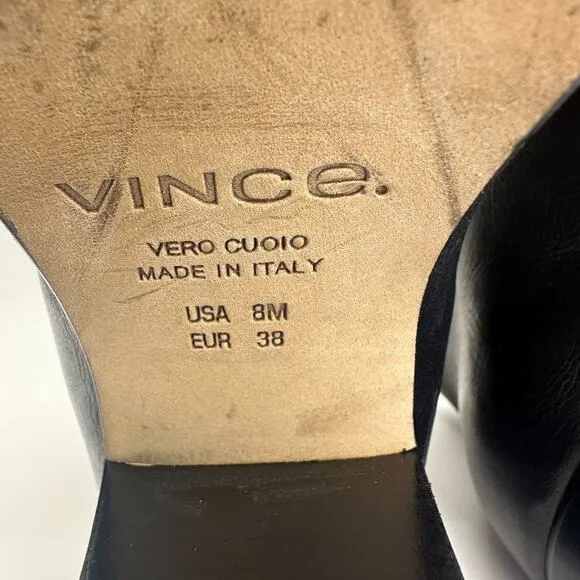 VINCe.
VERO CUOIO
MADE IN ITALY
USA 8M
EUR 38